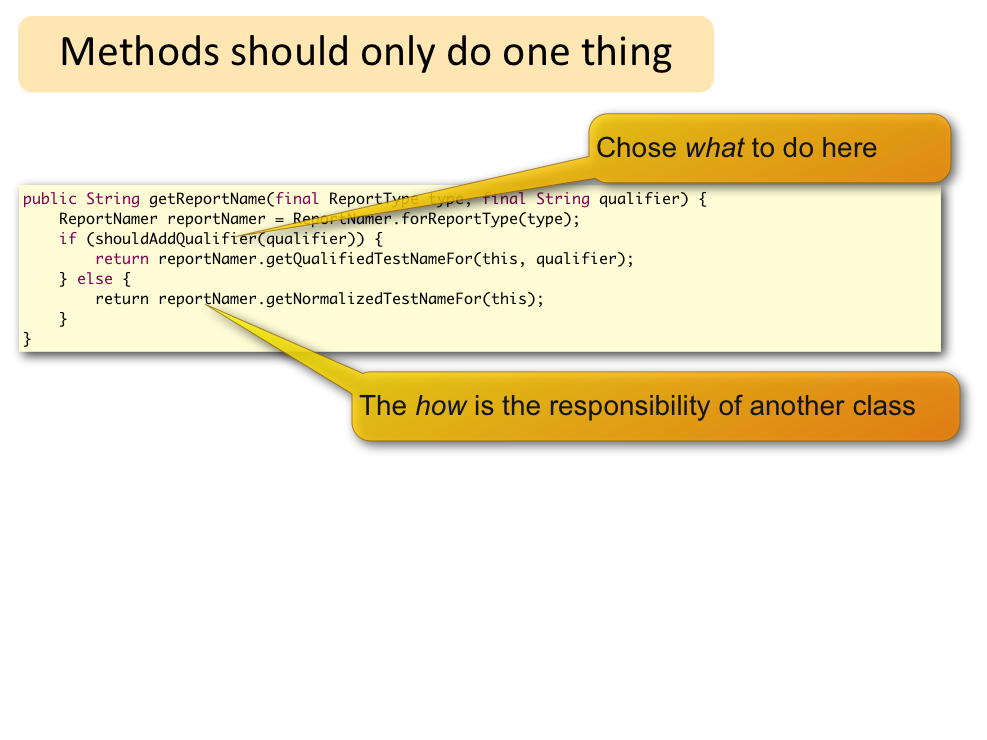 Methods should only do one thing
Chose what to do here
public String getReportName(final ReportType type, final String qualifier) {
    ReportNamer reportNamer = ReportNamer.forReportType(type);
    if (shouldAddQualifier(qualifier)) {
        return reportNamer.getQualifiedTestNameFor(this, qualifier);
    } else {
        return reportNamer.getNormalizedTestNameFor(this);
    }
}
The how is the responsibility of another class